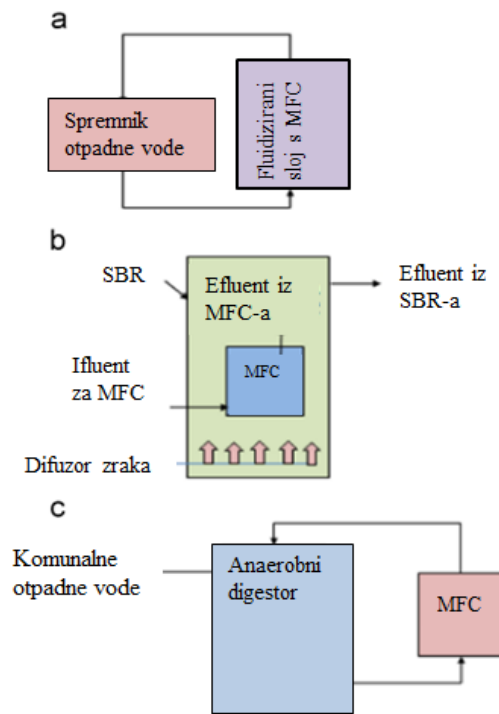 a
Spremnik
otpadne vode
Fluidizirani
sloj s MFC
b
SBR
Efluent iz
MFC-a
Efluent iz
SBR-a
MFC
Ifluent
za MFC
Difuzor zraka
c
Komunalne
otpadne vode
Anaerobni
digestor
MFC